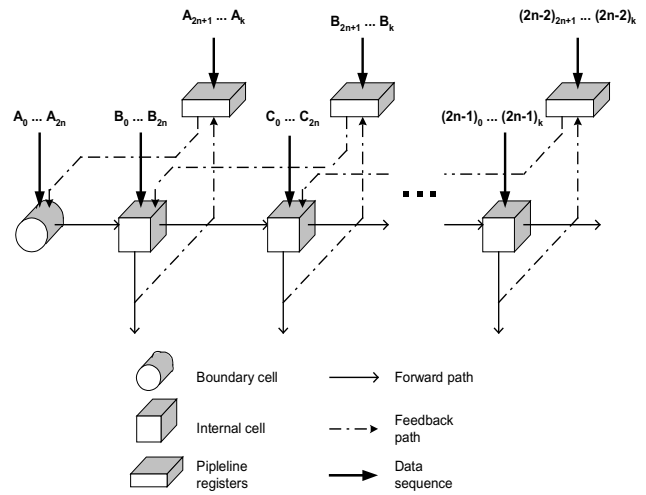 A2n+1 ... Ak
B2n+1 ... Bk
(2n-2)2n+1 ... (2n-2)k
A0 ... A2n
B0 ... B2n
C0 ... C2n
(2n-1)0 ... (2n-1)k
...
Boundary cell
Forward path
Internal cell
Feedback
path
Pipleline
registers
Data
sequence